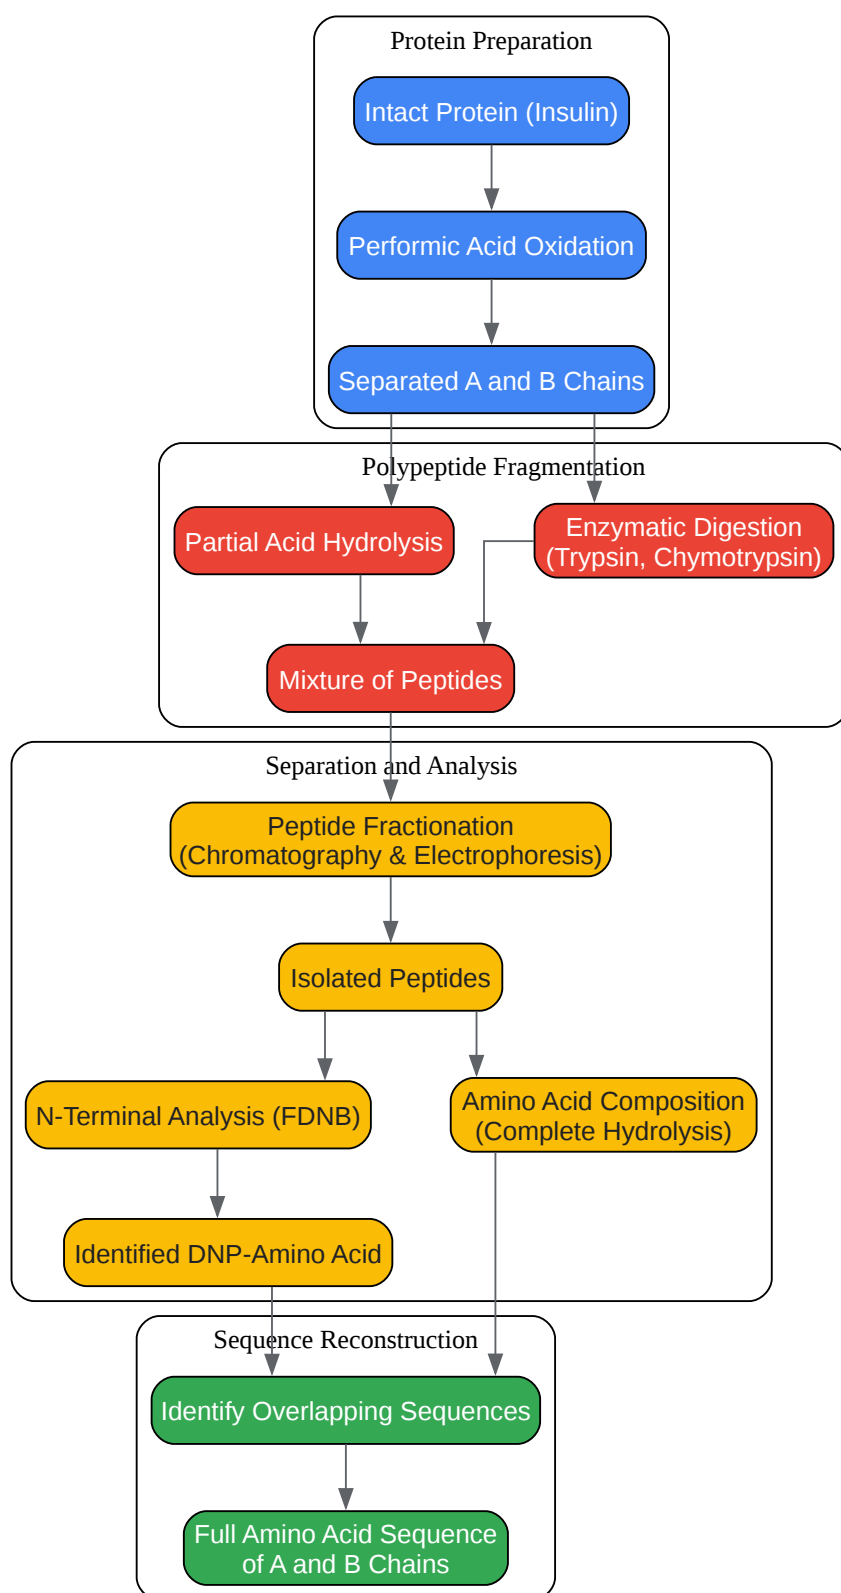 Protein Preparation
Intact Protein (Insulin)
Performic Acid Oxidation
Separated A and B Chains
Polypeptide Fragmentation
Partial Acid Hydrolysis
Enzymatic Digestion
(Trypsin, Chymotrypsin)
Mixture of Peptides
Separation and Analysis
Peptide Fractionation
(Chromatography & Electrophoresis)
Isolated Peptides
N-Terminal Analysis (FDNB)
Amino Acid Composition
(Complete Hydrolysis)
Identified DNP-Amino Acid
Sequence Reconstruction
Identify Overlapping Sequences
Full Amino Acid Sequence
of A and B Chains